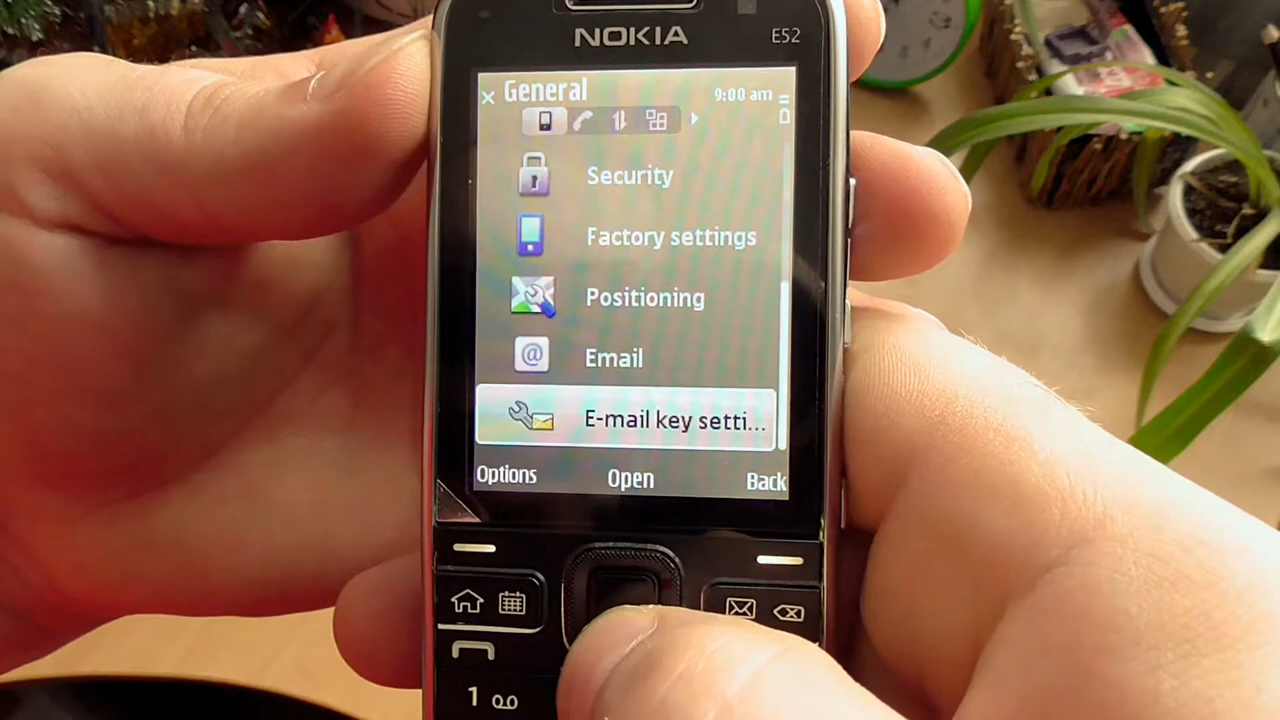 NOKIA E52
General 9:00 am
Security
Factory settings
Positioning
@ Email
E-mail key setti...
Options Open Back
1